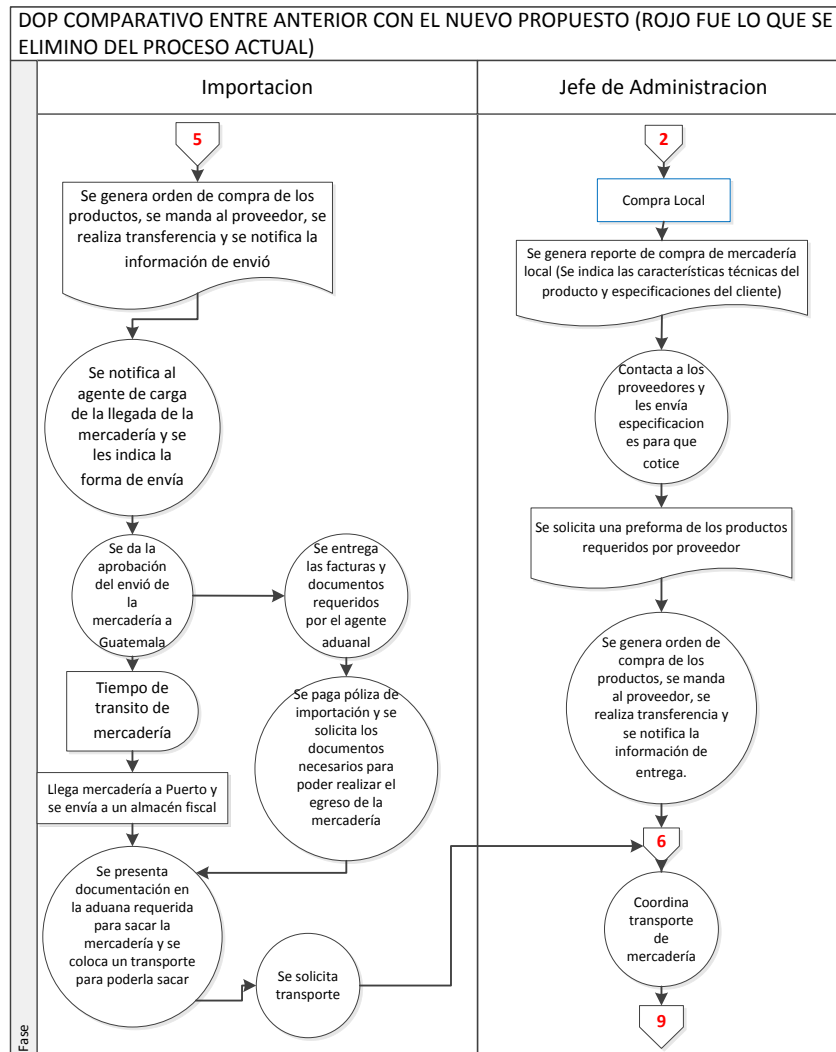 DOP COMPARATIVO ENTRE ANTERIOR CON EL NUEVO PROPUESTO (ROJO FUE LO QUE SE
ELIMINO DEL PROCESO ACTUAL)
Importacion
Jefe de Administracion
5
Se genera orden de compra de los
productos, se manda al proveedor, se
realiza transferencia y se notifica la
información de envió
Se notifica al
agente de carga
de la llegada de la
mercadería y se
les indica la
forma de envía
Se da la
aprobación
del envió de
la
mercadería a
Guatemala
Se entrega
las facturas y
documentos
requeridos
por el agente
aduanal
Tiempo de
transito de
mercadería
Se paga póliza de
importación y se
solicita los
documentos
necesarios para
poder realizar el
egreso de la
mercadería
Llega mercadería a Puerto y
se envía a un almacén fiscal
Se presenta
documentación en
la aduana requerida
para sacar la
mercadería y se
coloca un transporte
para poderla sacar
Se solicita
transporte
2
Compra Local
Se genera reporte de compra de mercadería
local (Se indica las características técnicas del
producto y especificaciones del cliente)
Contacta a los
proveedores y
les envía
especificacion
es para que
cotice
Se solicita una preforma de los productos
requeridos por proveedor
Se genera orden de
compra de los
productos, se manda
al proveedor, se
realiza transferencia y
se notifica la
información de
entrega.
6
Coordina
transporte
de
mercadería
9
Fase